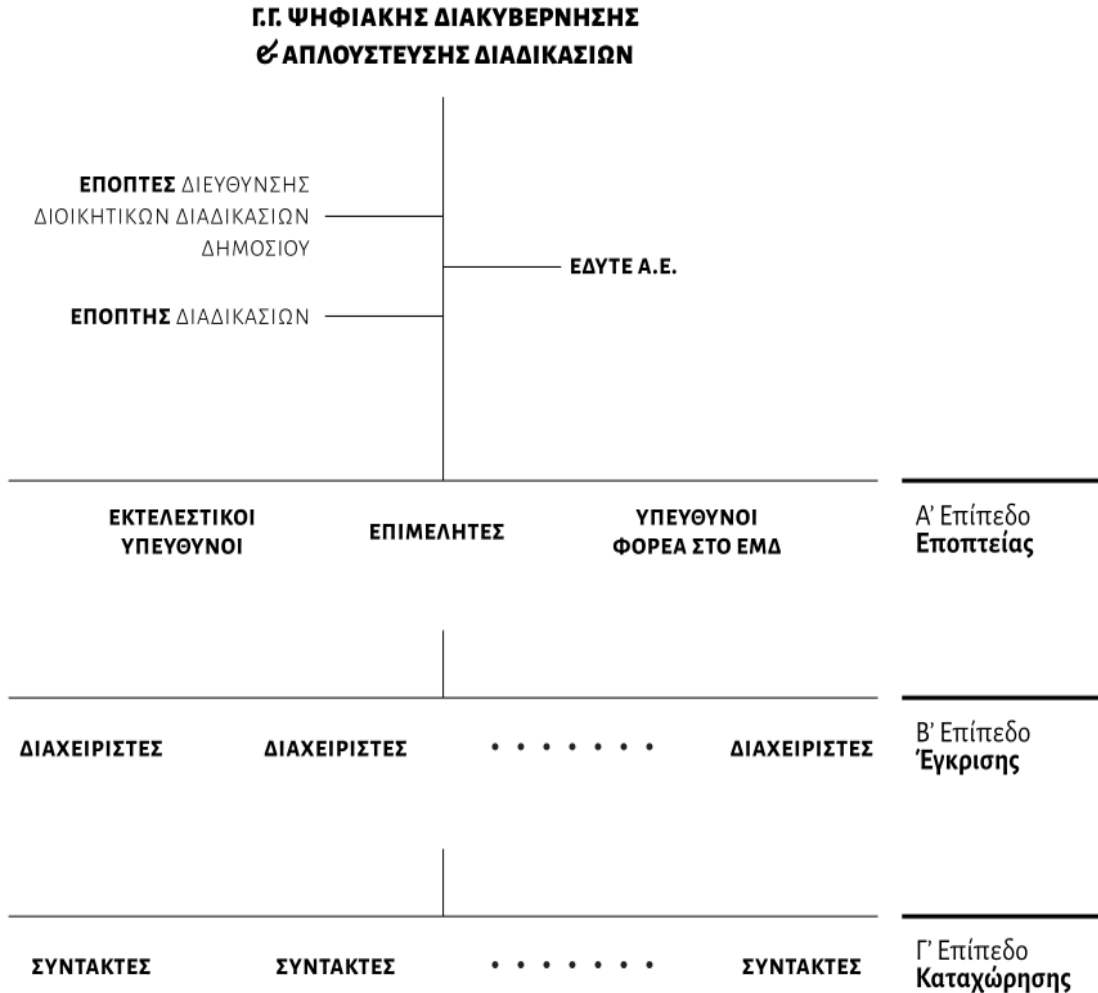 Γ.Γ. ΨΗΦΙΑΚΗΣ ΔΙΑΚΥΒΕΡΝΗΣΗΣ
& ΑΠΛΟΥΣΤΕΥΣΗΣ ΔΙΑΔΙΚΑΣΙΩΝ
ΕΠΟΠΤΕΣ ΔΙΕΥΘΥΝΣΗΣ
ΔΙΟΙΚΗΤΙΚΩΝ ΔΙΑΔΙΚΑΣΙΩΝ
ΔΗΜΟΣΙΟΥ
ΕΔΥΤΕ Α.Ε.
ΕΠΟΠΤΗΣ ΔΙΑΔΙΚΑΣΙΩΝ
ΕΚΤΕΛΕΣΤΙΚΟΙ
ΥΠΕΥΘΥΝΟΙ
ΕΠΙΜΕΛΗΤΕΣ
ΥΠΕΥΘΥΝΟΙ
ΦΟΡΕΑ ΣΤΟ ΕΜΔ
Α' Επίπεδο
Εποπτείας
ΔΙΑΧΕΙΡΙΣΤΕΣ ΔΙΑΧΕΙΡΙΣΤΕΣ • • • • • • • ΔΙΑΧΕΙΡΙΣΤΕΣ
Β' Επίπεδο
Έγκρισης
ΣΥΝΤΑΚΤΕΣ ΣΥΝΤΑΚΤΕΣ • • • • • • • ΣΥΝΤΑΚΤΕΣ
Γ' Επίπεδο
Καταχώρησης